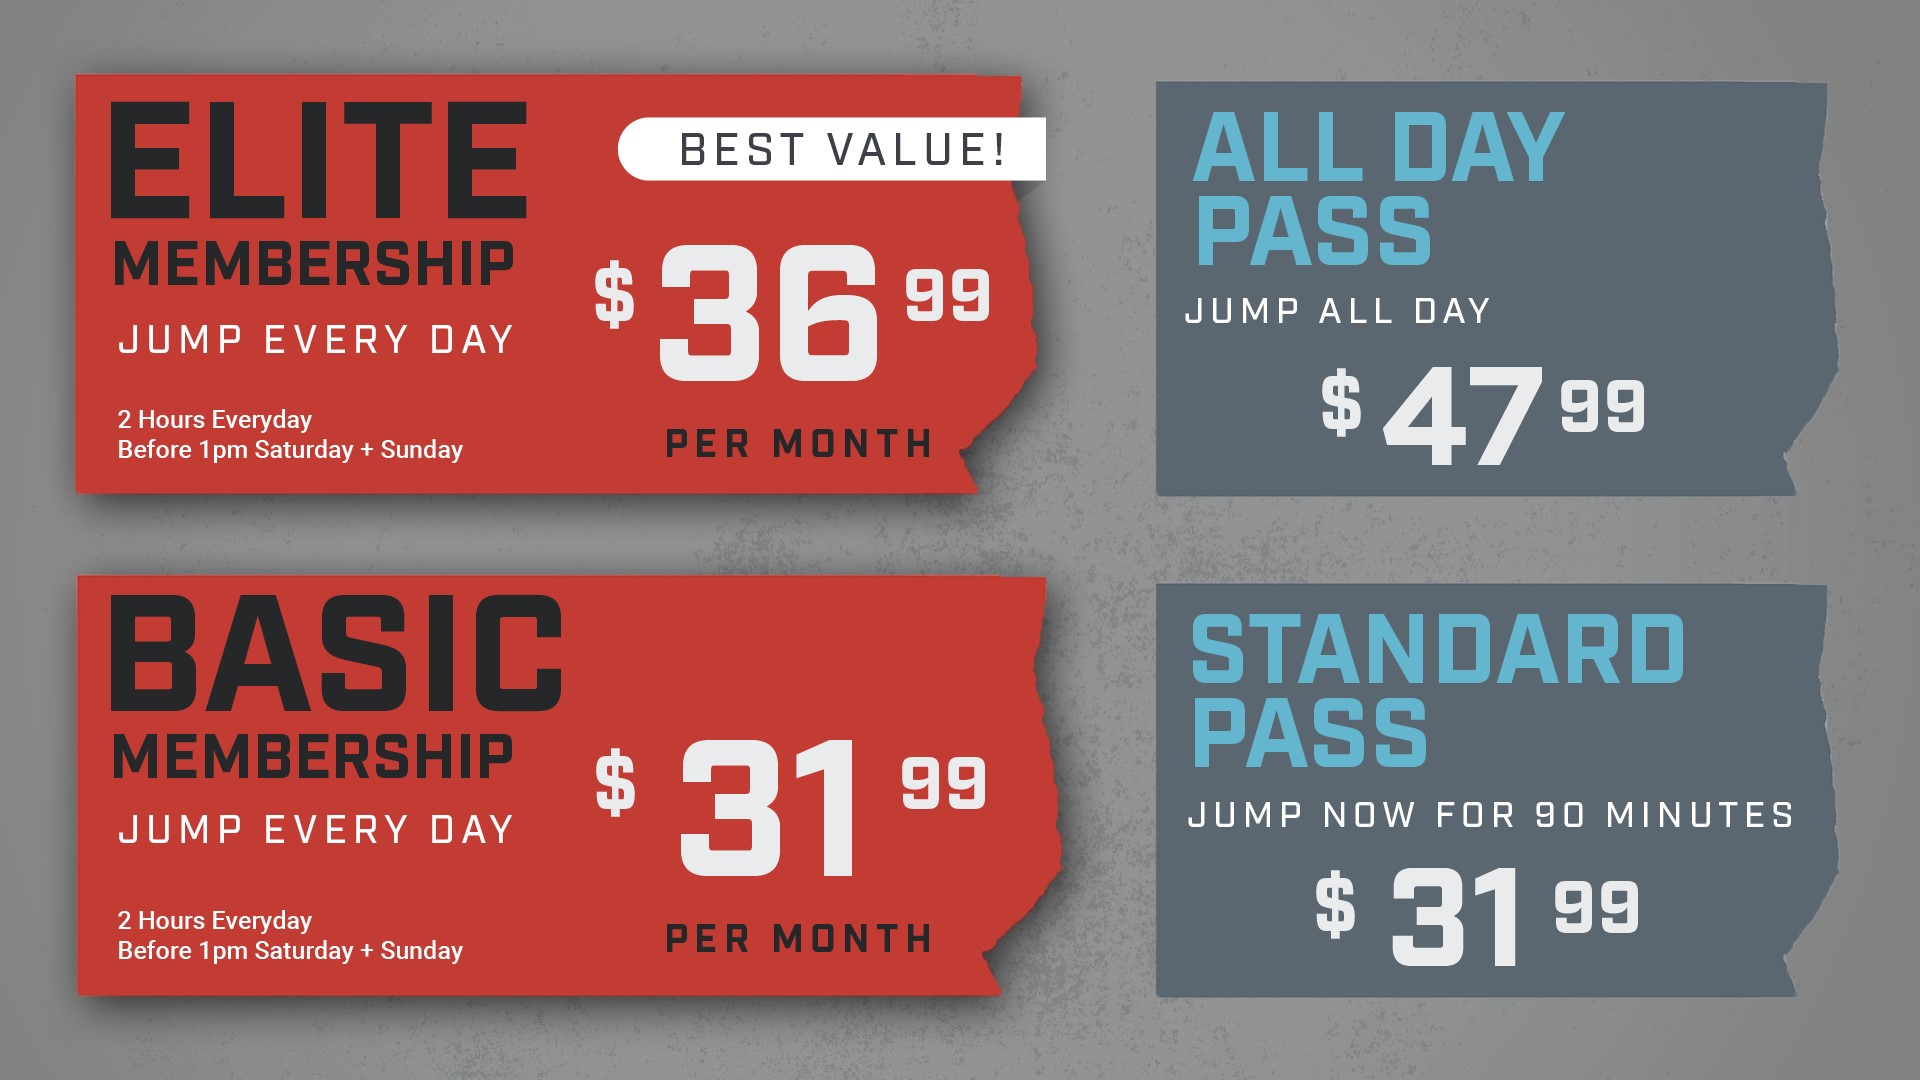 ELITE
MEMBERSHIP
JUMP EVERY DAY
2 Hours Everyday
Before 1pm Saturday + Sunday
BEST VALUE!
$36 99
PER MONTH
ALL DAY
PASS
JUMP ALL DAY
$47 99
BASIC
MEMBERSHIP
JUMP EVERY DAY
2 Hours Everyday
Before 1pm Saturday + Sunday
$31 99
PER MONTH
STANDARD
PASS
JUMP NOW FOR 90 MINUTES
$31 99